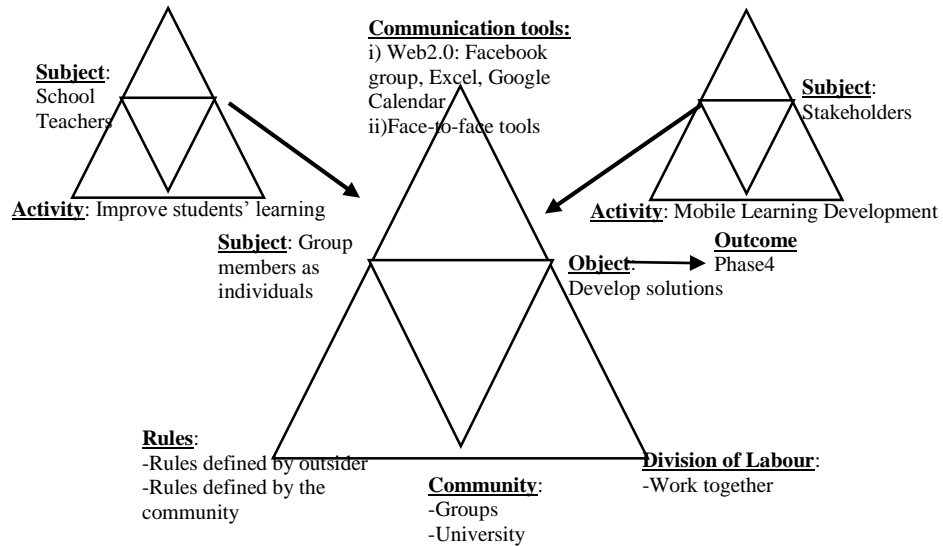 Communication tools:
i) Web2.0: Facebook
group, Excel, Google
Calendar
ii)Face-to-face tools
Subject:
School
Teachers
Subject:
Stakeholders
Activity: Improve students’ learning
Activity: Mobile Learning Development
Subject: Group
members as
individuals
Object:
Develop solutions
Outcome
Phase4
Rules:
-Rules defined by outsider
-Rules defined by the
community
Community:
-Groups
-University
Division of Labour:
-Work together